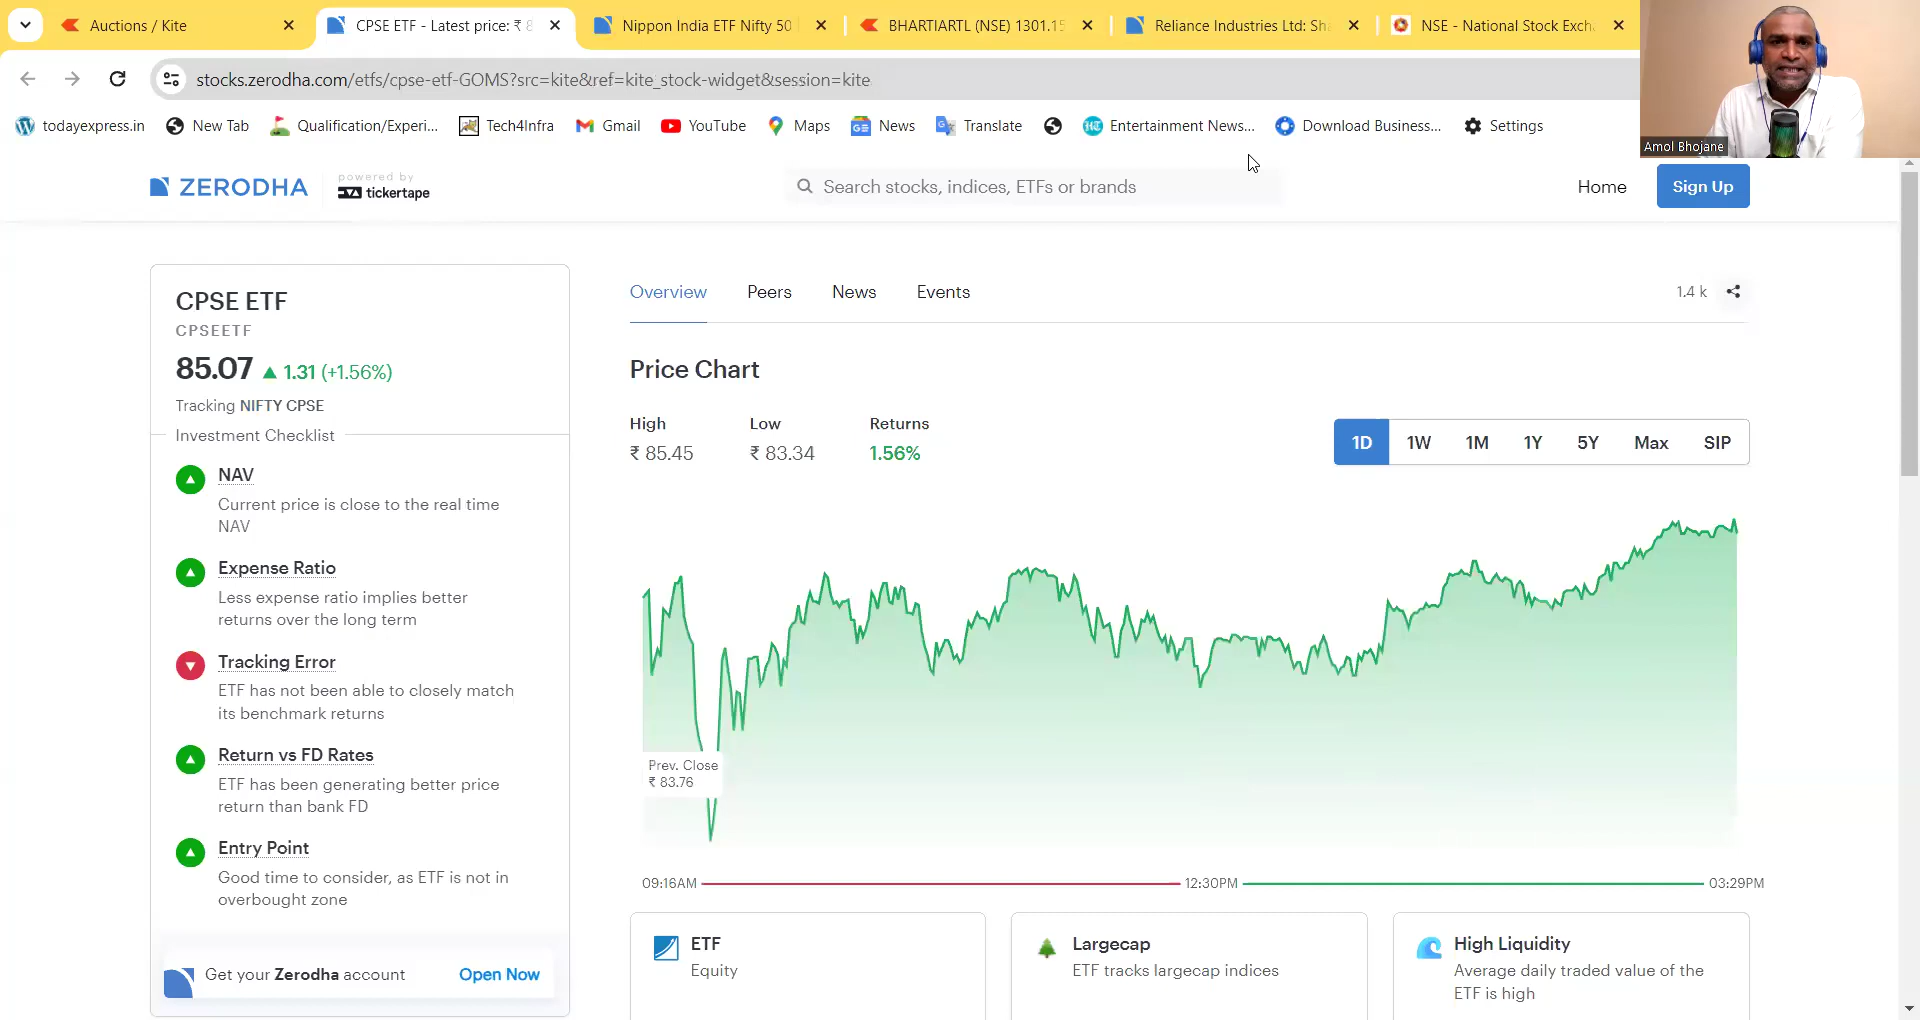 Auctions / Kite
CPSE ETF - Latest price: ₹ 8
Nippon India ETF Nifty 50
BHARTIARTL (NSE) 1301.15
Reliance Industries Ltd: Sha
NSE - National Stock Exch
stocks.zerodha.com/etfs/cpse-etf-GOMS?src=kite&ref=kite_stock-widget&session=kite
todayexpress.in
New Tab
Qualification/Experi...
Tech4Infra
Gmail
YouTube
Maps
News
Translate
Entertainment News...
Download Business...
Settings
Amol Bhojane
ZERODHA
powered by
tickertape
Search stocks, indices, ETFs or brands
Home
Sign Up
CPSE ETF
CPSEETF
85.07 ▲ 1.31 (+1.56%)
Tracking NIFTY CPSE
Investment Checklist
NAV
Current price is close to the real time
NAV
Expense Ratio
Less expense ratio implies better
returns over the long term
Tracking Error
ETF has not been able to closely match
its benchmark returns
Return vs FD Rates
ETF has been generating better price
return than bank FD
Entry Point
Good time to consider, as ETF is not in
overbought zone
Get your Zerodha account
Open Now
Overview
Peers
News
Events
1.4 k
Price Chart
High
Low
Returns
₹ 85.45
₹ 83.34
1.56%
1D
1W
1M
1Y
5Y
Max
SIP
Prev. Close
₹ 83.76
09:16AM
12:30PM
03:29PM
ETF
Equity
Largecap
ETF tracks largecap indices
High Liquidity
Average daily traded value of the
ETF is high